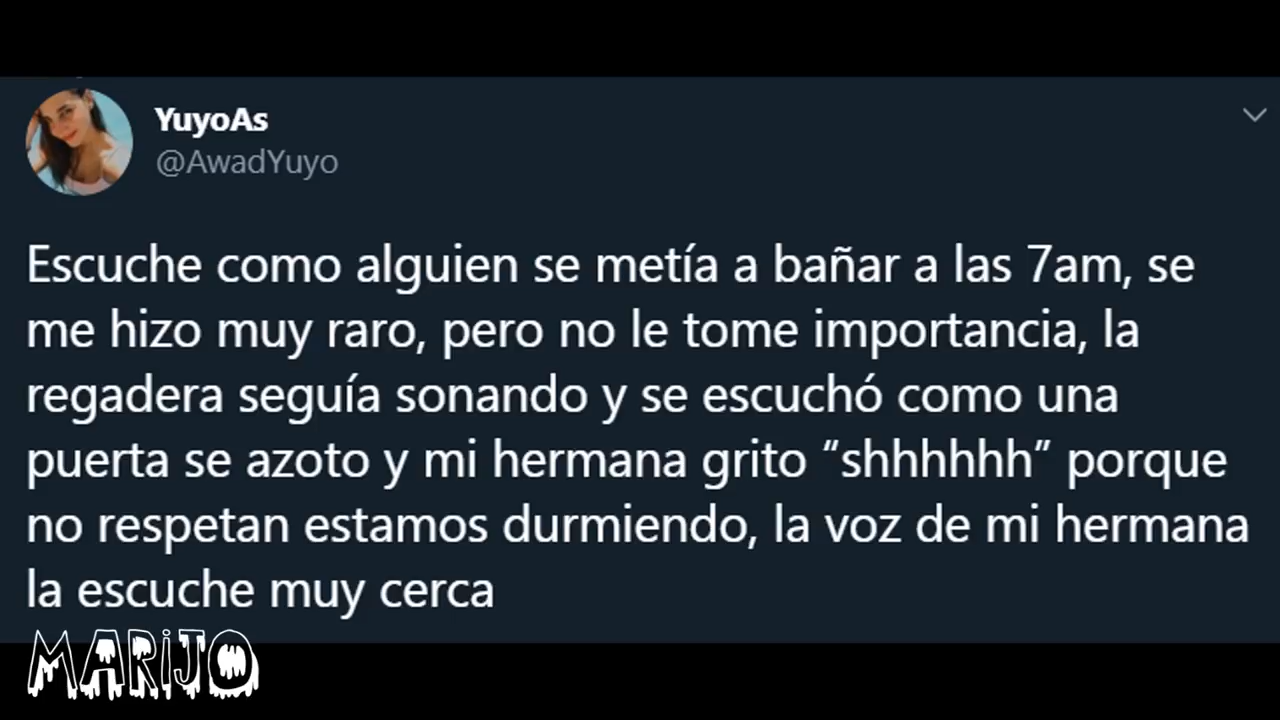 YuyoAs
@AwadYuyo
Escuche como alguien se metía a bañar a las 7am, se
me hizo muy raro, pero no le tome importancia, la
regadera seguía sonando y se escuchó como una
puerta se azoto y mi hermana grito “shhhhhh” porque
no respetan estamos durmiendo, la voz de mi hermana
la escuche muy cerca
MARiJO